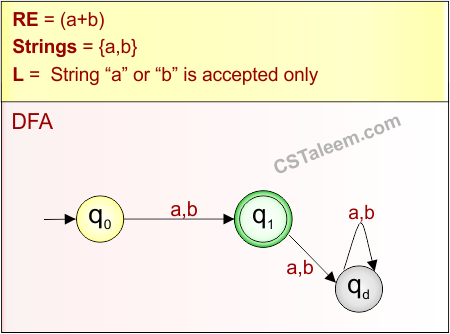 RE = (a+b)
Strings = {a,b}
L = String “a” or “b” is accepted only
DFA
CSTaleem.com
q0
a,b
q1
a,b
a,b
qd